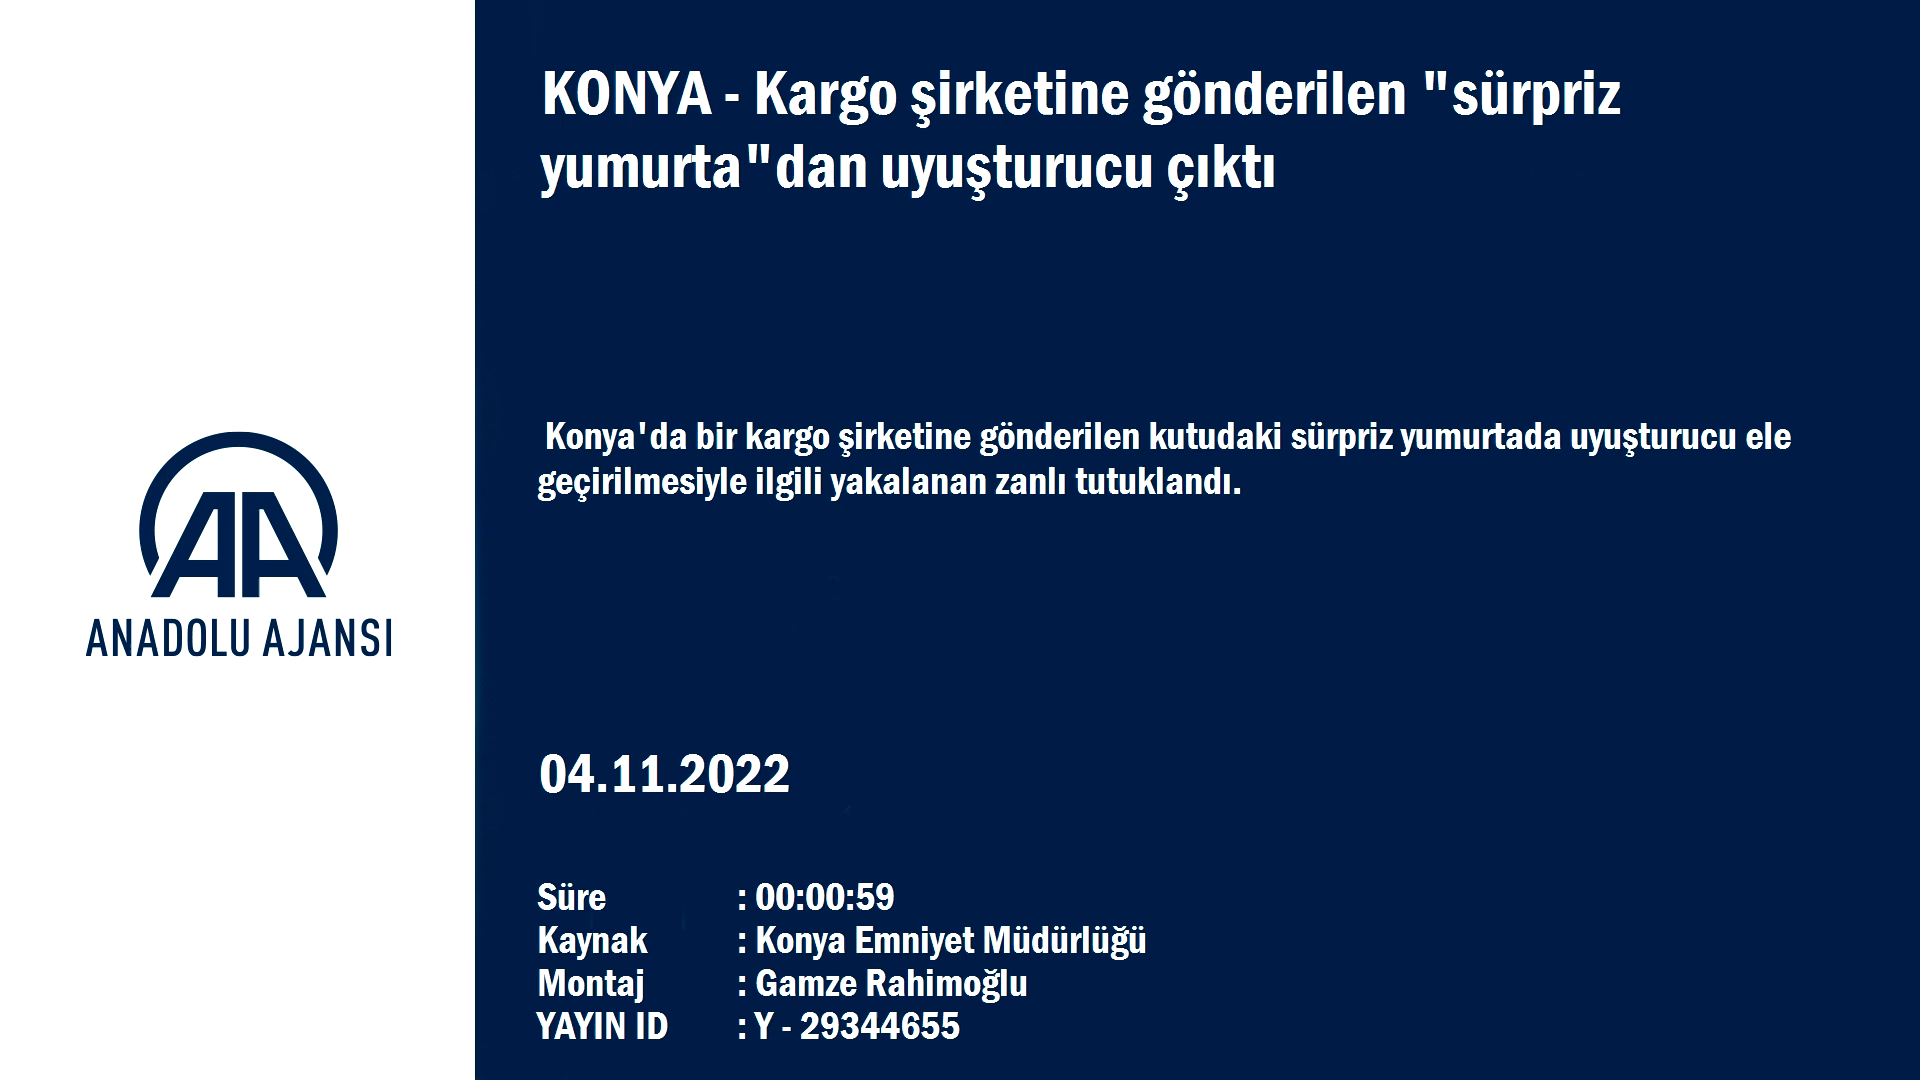 KONYA - Kargo şirketine gönderilen "sürpriz
yumurta"dan uyuşturucu çıktı
Konya'da bir kargo şirketine gönderilen kutudaki sürpriz yumurtada uyuşturucu ele
geçirilmesiyle ilgili yakalanan zanlı tutuklandı.
AA
ANADOLU AJANSI
04.11.2022
Süre : 00:00:59
Kaynak : Konya Emniyet Müdürlüğü
Montaj : Gamze Rahimoğlu
YAYIN ID : Y - 29344655